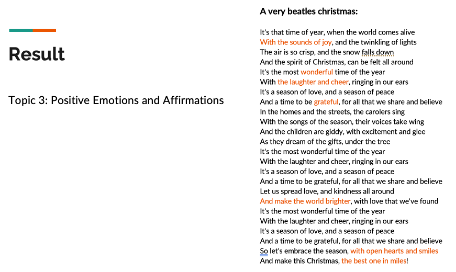 Result
Topic 3: Positive Emotions and Affirmations
A very beatles christmas:
It's that time of year, when the world comes alive
With the sounds of joy, and the twinkling of lights
The air is so crisp, and the snow falls down
And the spirit of Christmas, can be felt all around
It's the most wonderful time of the year
With the laughter and cheer, ringing in our ears
It's a season of love, and a season of peace
And a time to be grateful, for all that we share and believe
In the homes and the streets, the carolers sing
With the songs of the season, their voices take wing
And the children are giddy, with excitement and glee
As they dream of the gifts, under the tree
It's the most wonderful time of the year
With the laughter and cheer, ringing in our ears
It's a season of love, and a season of peace
And a time to be grateful, for all that we share and believe
Let us spread love, and kindness all around
And make the world brighter, with love that we've found
It's the most wonderful time of the year
With the laughter and cheer, ringing in our ears
It's a season of love, and a season of peace
And a time to be grateful, for all that we share and believe
So let's embrace the season, with open hearts and smiles
And make this Christmas, the best one in miles!